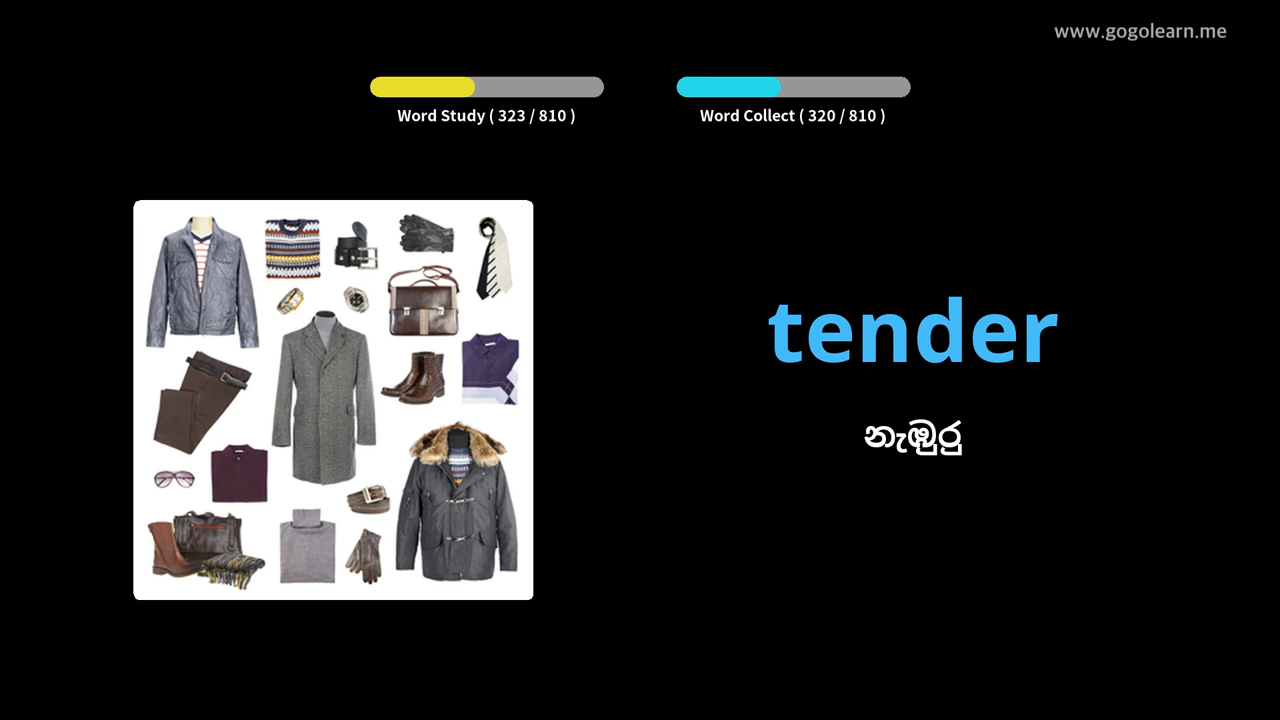 www.gogolearn.me
Word Study ( 323 / 810 )
Word Collect ( 320 / 810 )
tender
නැඹුරු